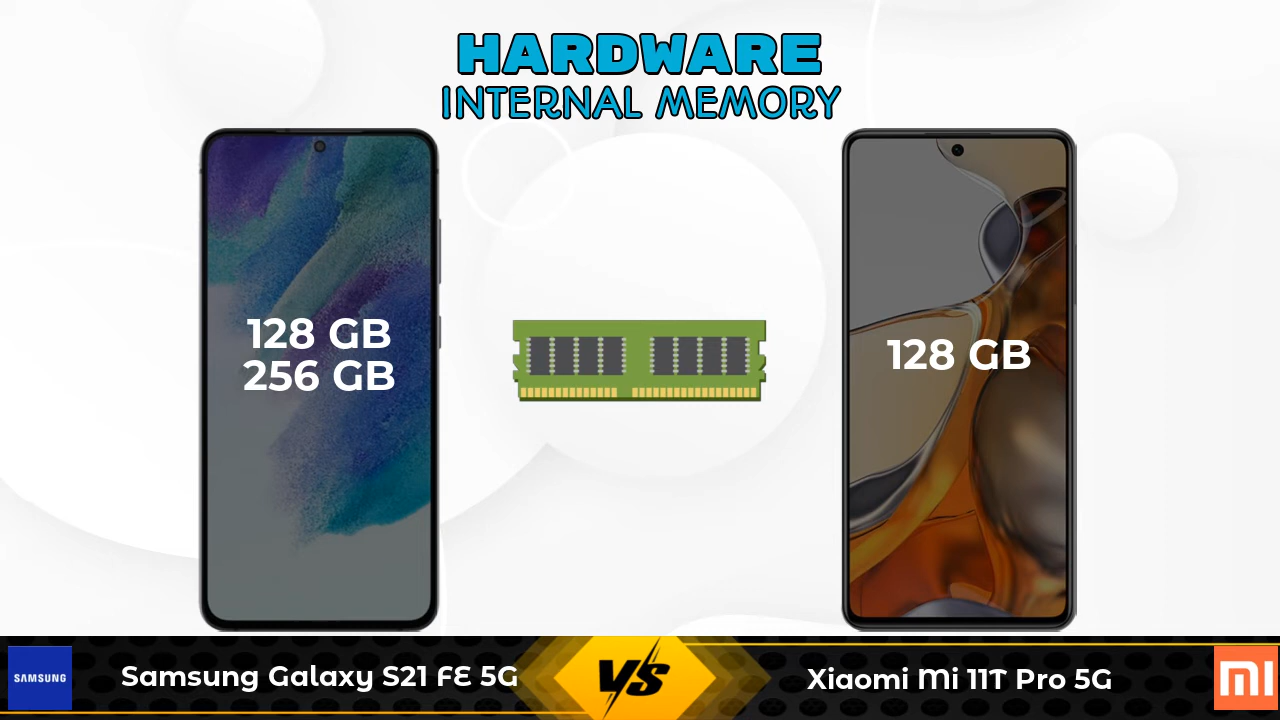 HARDWARE
INTERNAL MEMORY
128 GB
256 GB
128 GB
SAMSUNG
Samsung Galaxy S21 FE 5G
VS
Xiaomi Mi 11T Pro 5G
mi